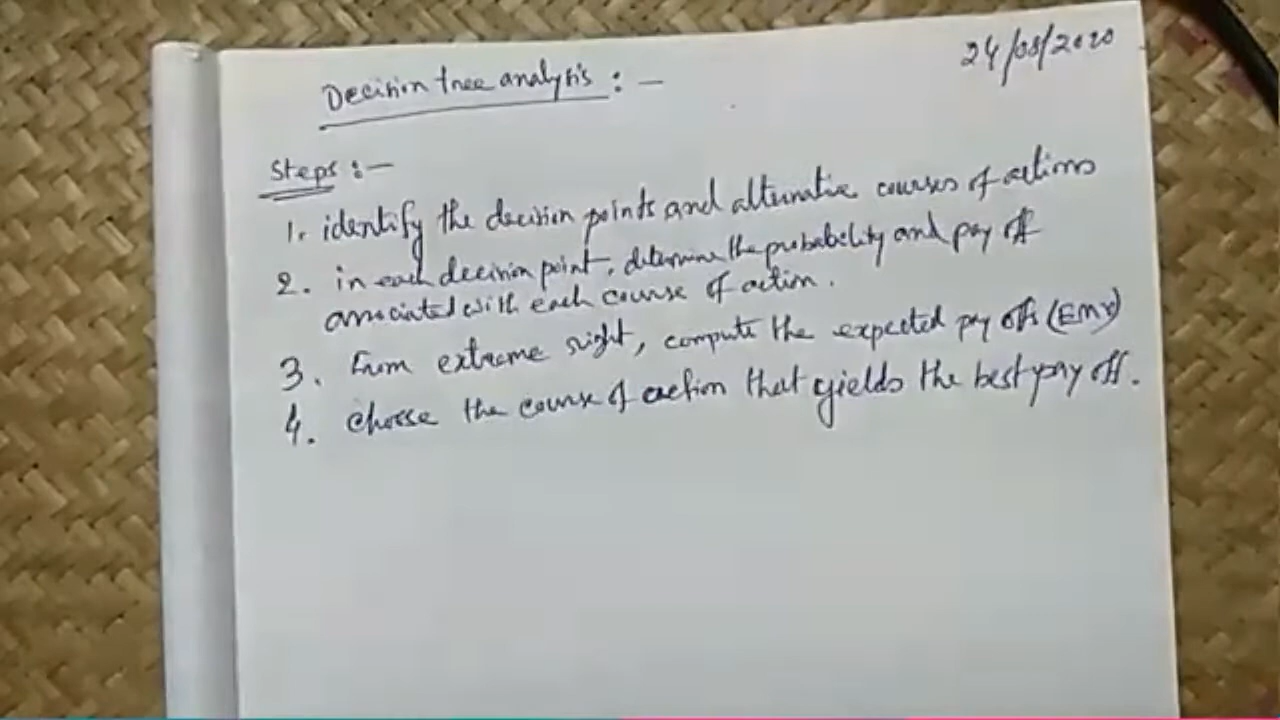 24/08/2020
Decision tree analysis : -
Steps :-
1. identify the decision points and alternative courses of actions
2. in each decision point, determine the probability and pay off
associated with each course of action.
3. From extreme right, compute the expected pay offs (EMV)
4. choose the course of action that yields the best pay off.